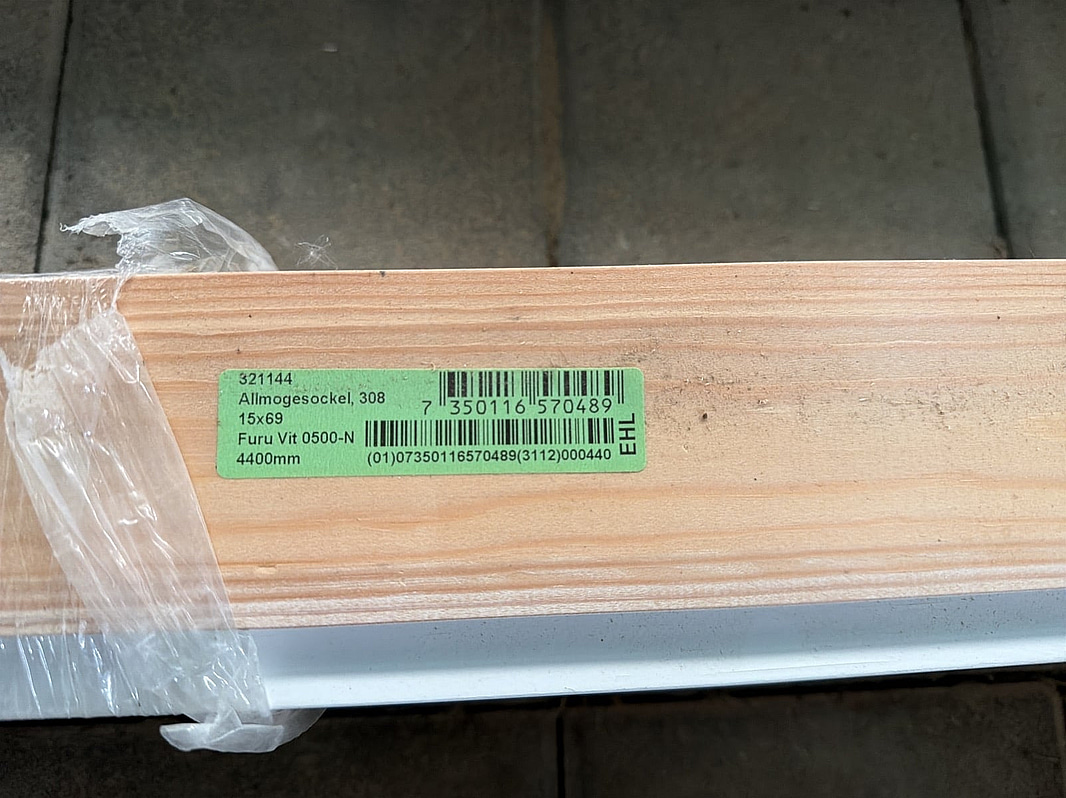 321144
Allmogesockel, 308
15x69
Furu Vit 0500-N
4400mm
7 350116 570489
(01)07350116570489(3112)000440
EHL